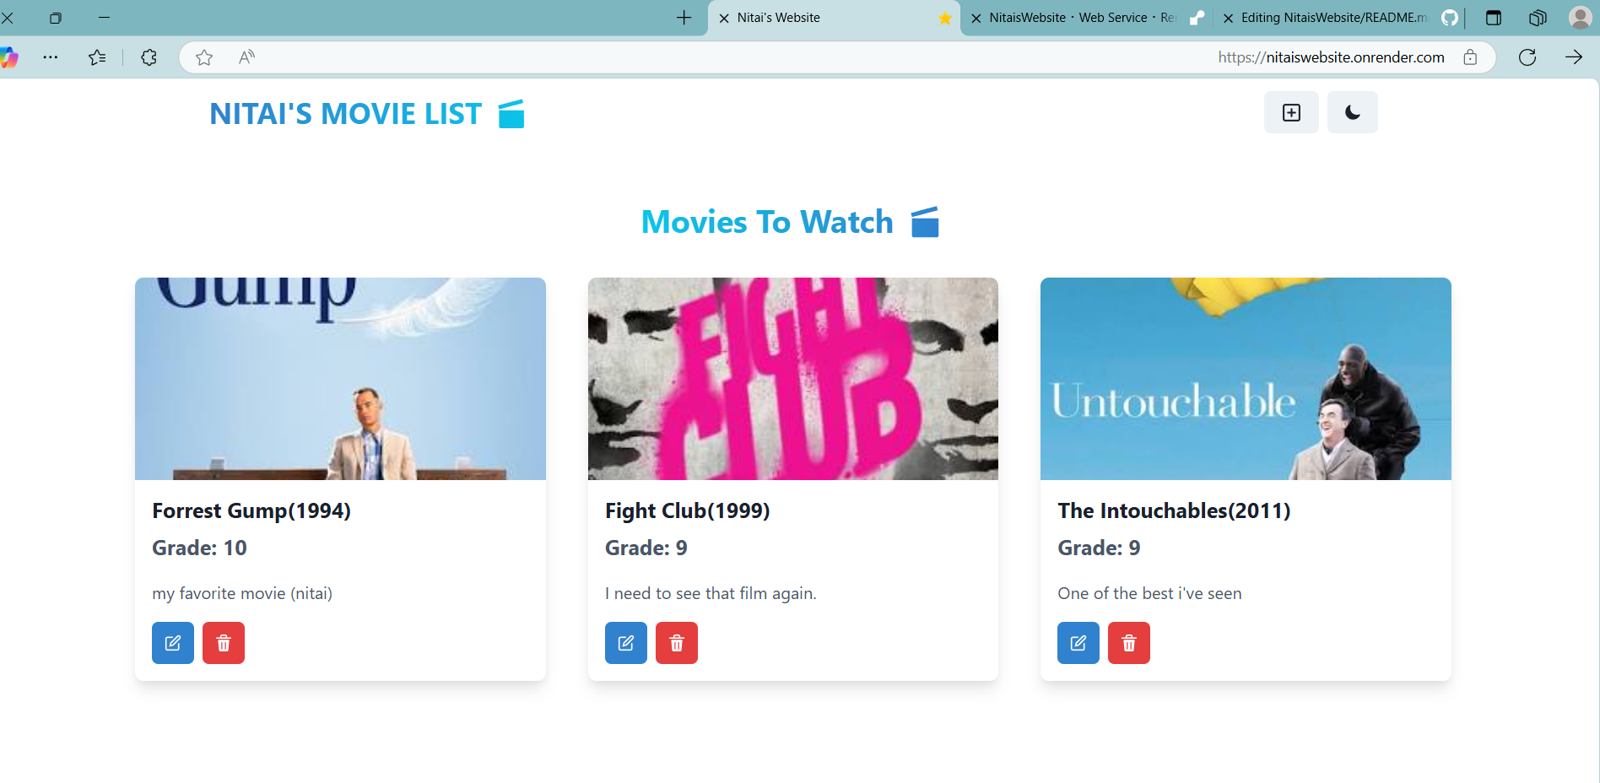 Nitai's Website
NitaisWebsite · Web Service · Re
Editing NitaisWebsite/README.m
https://nitaiswebsite.onrender.com
NITAI'S MOVIE LIST
Movies To Watch
Gump
FIGHT
CLUB
Untouchable
Forrest Gump(1994)
Grade: 10
my favorite movie (nitai)
Fight Club(1999)
Grade: 9
I need to see that film again.
The Intouchables(2011)
Grade: 9
One of the best i've seen